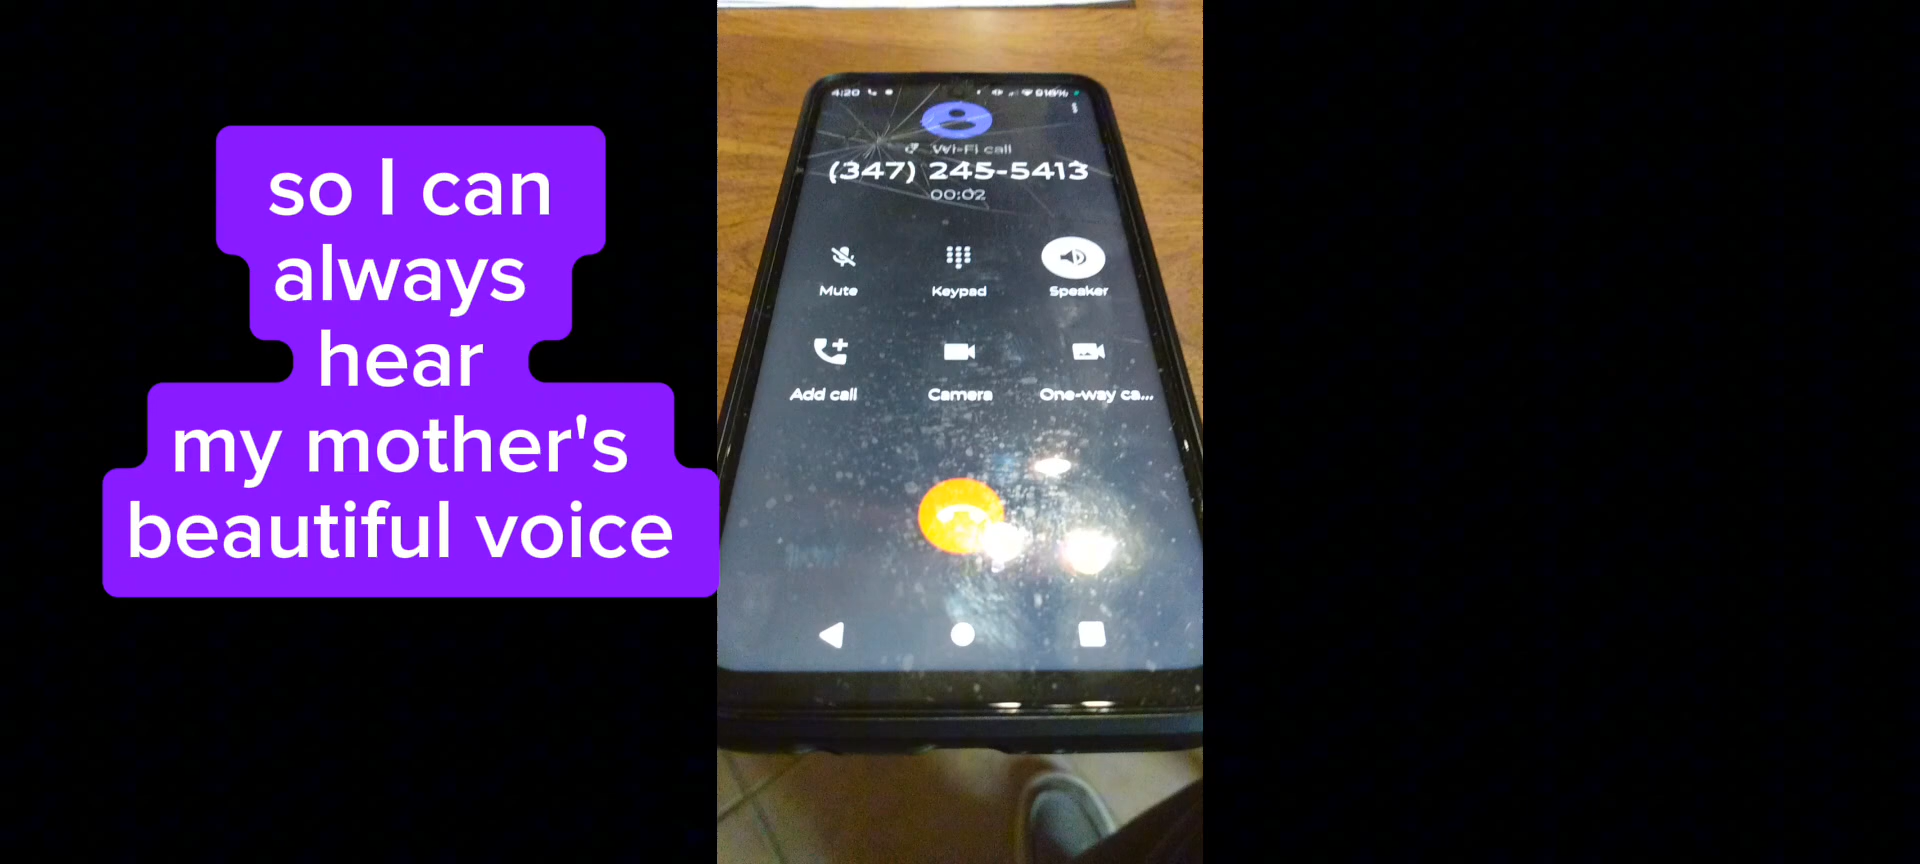 so I can
always
hear
my mother's
beautiful voice
4:20
Wi-Fi call
(347) 245-5413
00:02
Mute Keypad Speaker
Add call Camera One-way ca...